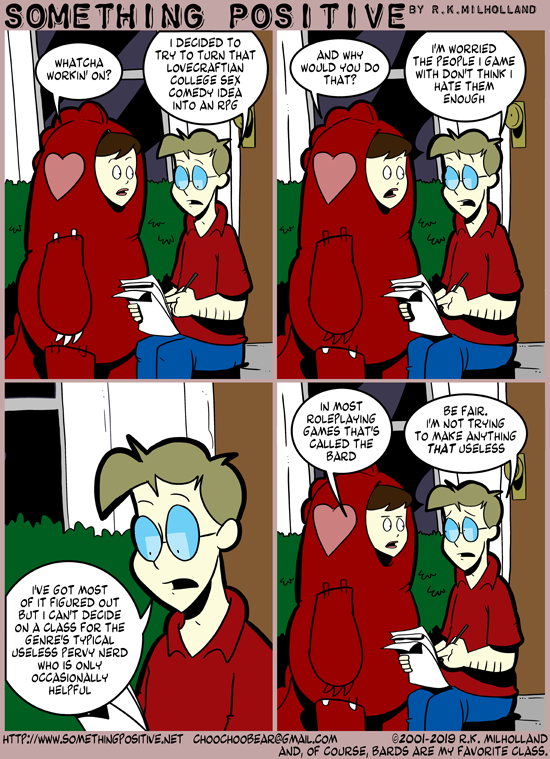 SOMETHING POSITIVE BY R.K.MILHOLLAND
WHATCHA
WORKIN' ON?
I DECIDED TO
TRY TO TURN THAT
LOVECRAFTIAN
COLLEGE SEX
COMEDY IDEA
INTO AN RPG
AND WHY
WOULD YOU DO
THAT?
I'M WORRIED
THE PEOPLE I GAME
WITH DON'T THINK I
HATE THEM
ENOUGH
I'VE GOT MOST
OF IT FIGURED OUT
BUT I CAN'T DECIDE
ON A CLASS FOR THE
GENRE'S TYPICAL
USELESS PERVY NERD
WHO IS ONLY
OCCASIONALLY
HELPFUL
IN MOST
ROLEPLAYING
GAMES THAT'S
CALLED THE
BARD
BE FAIR.
I'M NOT TRYING
TO MAKE ANYTHING
THAT USELESS
HTTP://WWW.SOMETHINGPOSITIVE.NET CHOOCHOOBEAR@GMAIL.COM ©2001-2019 R.K. MILHOLLAND
AND, OF COURSE, BARDS ARE MY FAVORITE CLASS.